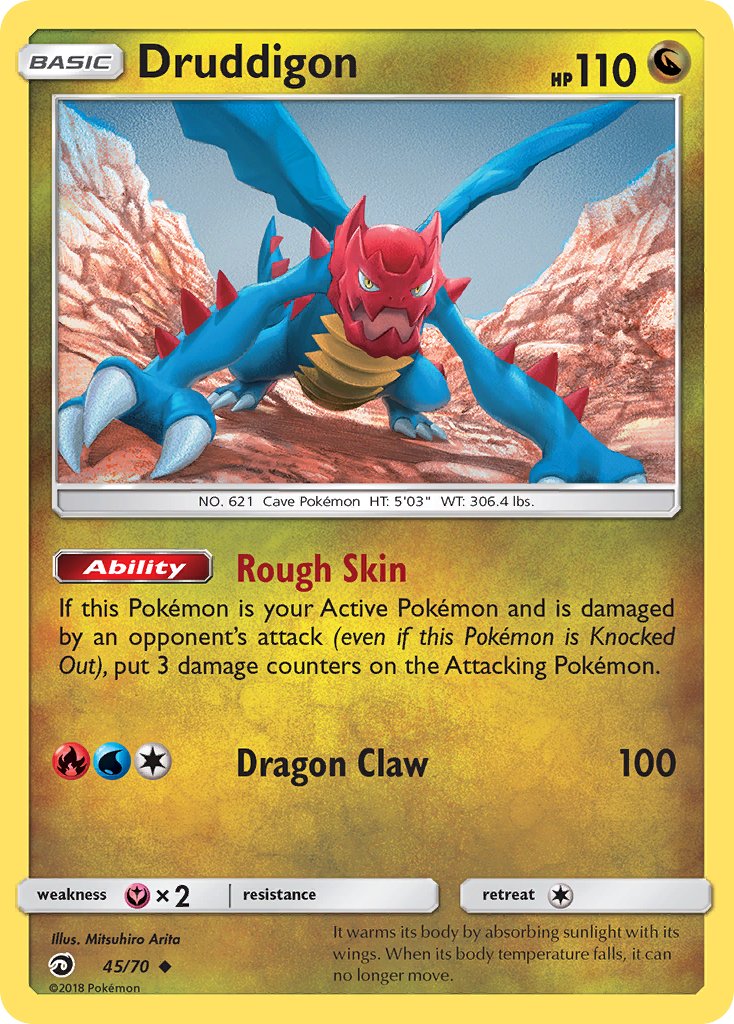 BASIC Druddigon HP 110
NO. 621 Cave Pokémon HT: 5'03" WT: 306.4 lbs.
Ability Rough Skin
If this Pokémon is your Active Pokémon and is damaged
by an opponent's attack (even if this Pokémon is Knocked
Out), put 3 damage counters on the Attacking Pokémon.
Dragon Claw 100
weakness × 2 resistance retreat
Illus. Mitsuhiro Arita
45/70
©2018 Pokémon
It warms its body by absorbing sunlight with its
wings. When its body temperature falls, it can
no longer move.